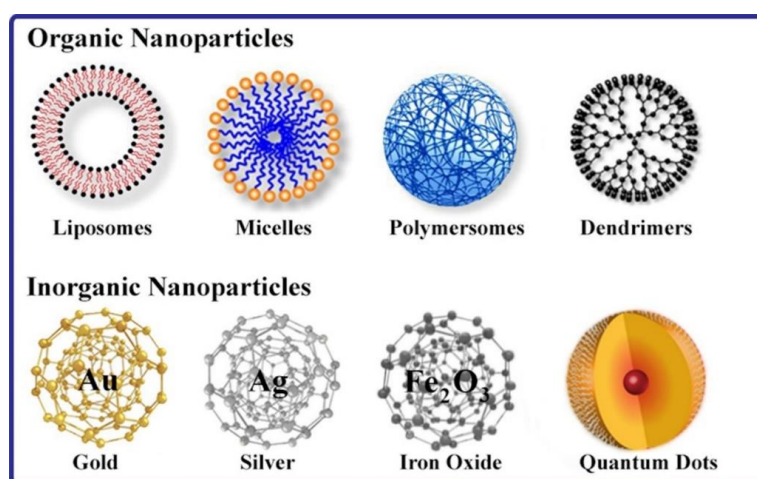 Organic Nanoparticles
Liposomes Micelles Polymersomes Dendrimers
Inorganic Nanoparticles
Au Ag Fe₂O₃
Gold Silver Iron Oxide Quantum Dots